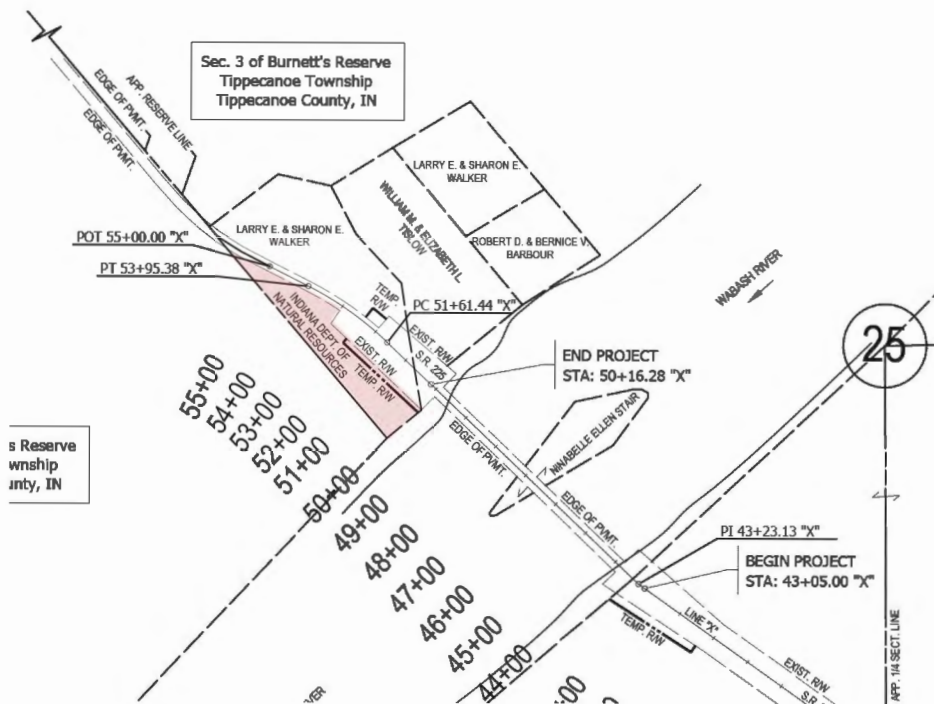 Sec. 3 of Burnett's Reserve
Tippecanoe Township
Tippecanoe County, IN
APP. RESERVE LINE
EDGE OF PVMT.
EDGE OF PVMT.
LARRY E. & SHARON E.
WALKER
WILLIAM M. & ELIZABETH L.
TISLOW
LARRY E. & SHARON E.
WALKER
ROBERT D. & BERNICE V.
BARBOUR
POT 55+00.00 "X"
PT 53+95.38 "X"
INDIANA DEPT. OF
NATURAL RESOURCES
TEMP.
R/W
PC 51+61.44 "X"
EXIST. R/W
EXIST. R/W
TEMP. R/W
S.R. 225
WABASH RIVER
25
END PROJECT
STA: 50+16.28 "X"
NINABELLE ELLEN STAIR
EDGE OF PVMT.
EDGE OF PVMT.
s Reserve
wnship
unty, IN
55+00
54+00
53+00
52+00
51+00
50+00
49+00
48+00
47+00
46+00
45+00
44+00
+00
PI 43+23.13 "X"
BEGIN PROJECT
STA: 43+05.00 "X"
LINE "X"
TEMP. R/W
EXIST. R/W
S.R.
APP. 1/4 SECT. LINE
VER